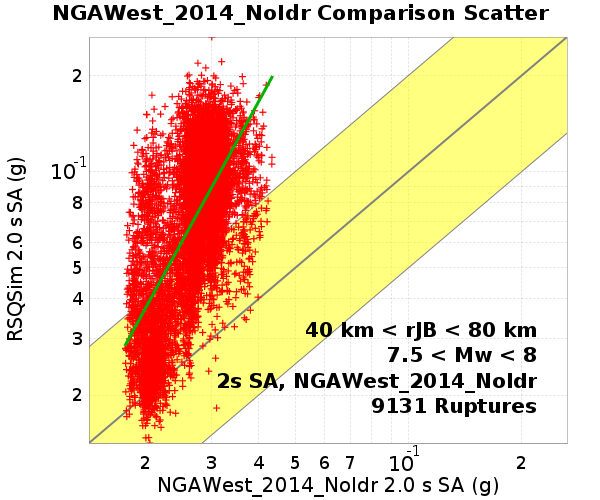 NGAWest_2014_NoIdr Comparison Scatter
RSQSim 2.0 s SA (g)
2
10-1
8
6
5
4
3
2
40 km < rJB < 80 km
7.5 < Mw < 8
2s SA, NGAWest_2014_NoIdr
9131 Ruptures
2 3 4 5 6 7 10-1 2
NGAWest_2014_NoIdr 2.0 s SA (g)